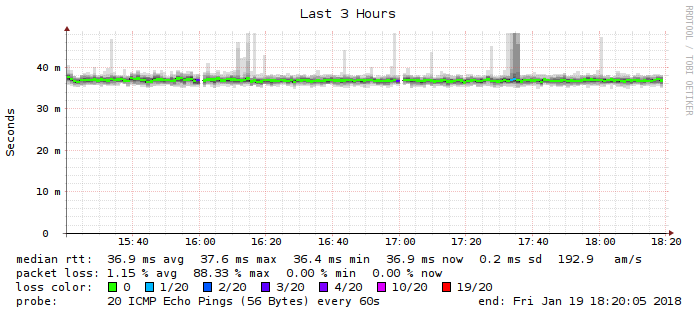 Last 3 Hours
RRDTOOL / TOBI OETIKER
Seconds
40 m
30 m
20 m
10 m
0
15:40 16:00 16:20 16:40 17:00 17:20 17:40 18:00 18:20
median rtt: 36.9 ms avg 37.6 ms max 36.4 ms min 36.9 ms now 0.2 ms sd 192.9 am/s
packet loss: 1.15 % avg 88.33 % max 0.00 % min 0.00 % now
loss color: 0 1/20 2/20 3/20 4/20 10/20 19/20
probe: 20 ICMP Echo Pings (56 Bytes) every 60s end: Fri Jan 19 18:20:05 2018